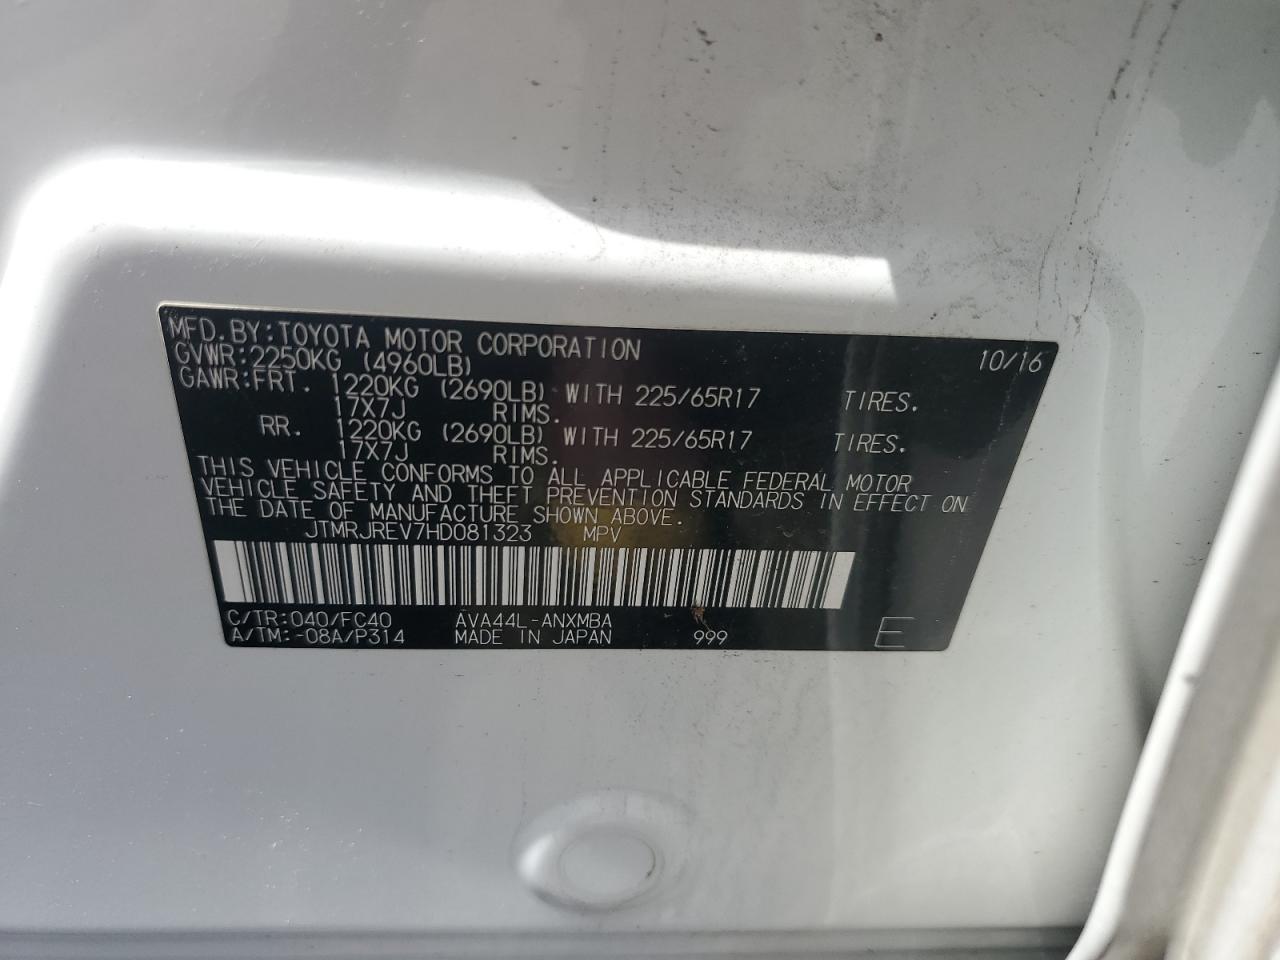 MFD.BY:TOYOTA MOTOR CORPORATION 10/16
GVWR:2250KG (4960LB)
GAWR:FRT. 1220KG (2690LB) WITH 225/65R17 TIRES.
17X7J RIMS.
RR. 1220KG (2690LB) WITH 225/65R17 TIRES.
17X7J RIMS.
THIS VEHICLE CONFORMS TO ALL APPLICABLE FEDERAL MOTOR
VEHICLE SAFETY AND THEFT PREVENTION STANDARDS IN EFFECT ON
THE DATE OF MANUFACTURE SHOWN ABOVE.
JTMRJREV7HD081323 MPV
C/TR:040/FC40 AVA44L-ANXMBA
A/TM:-08A/P314 MADE IN JAPAN 999 E